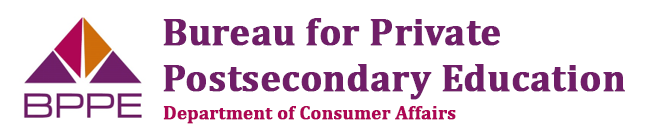 BPPE
Bureau for Private
Postsecondary Education
Department of Consumer Affairs